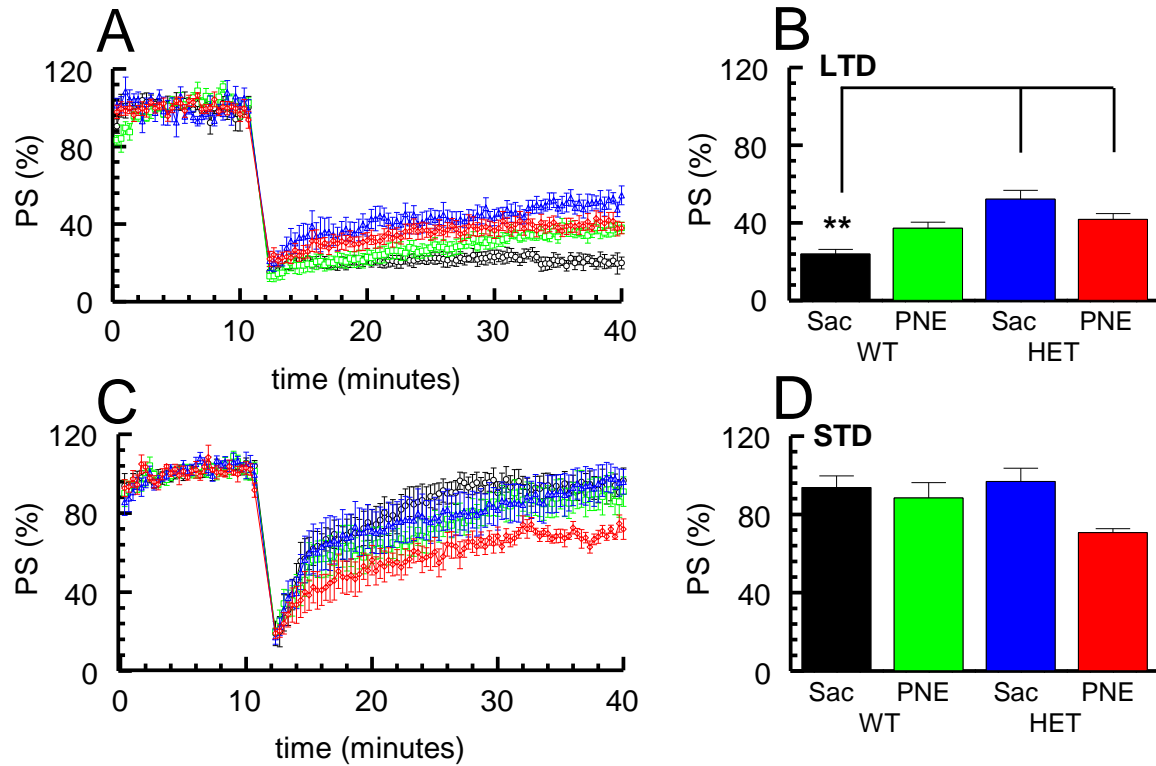 A
PS (%)
120
80
40
0
0 10 20 30 40
time (minutes)
B
LTD
PS (%)
120
80
40
0
**
Sac PNE Sac PNE
WT HET
C
PS (%)
120
80
40
0
0 10 20 30 40
time (minutes)
D
STD
PS (%)
120
80
40
0
Sac PNE Sac PNE
WT HET